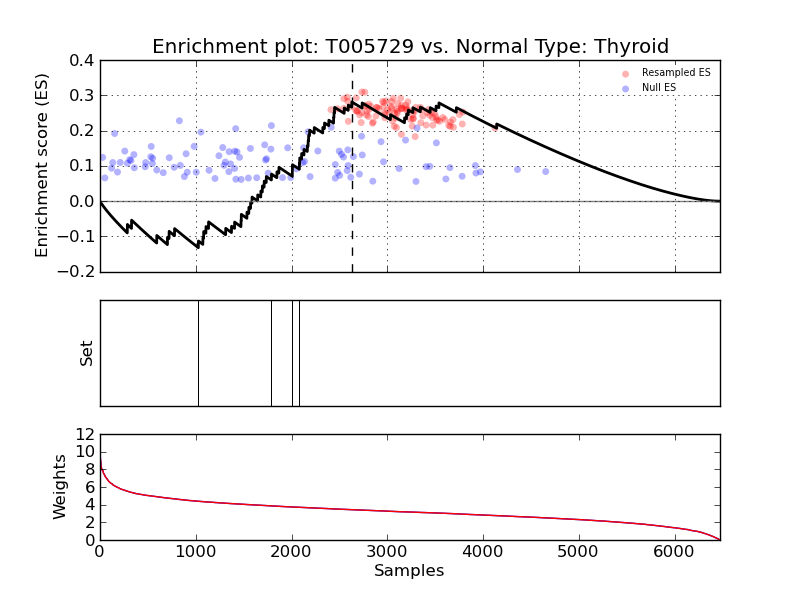 Enrichment plot: T005729 vs. Normal Type: Thyroid
Enrichment score (ES)
0.4
0.3
0.2
0.1
0.0
−0.1
−0.2
Resampled ES
Null ES
Set
Weights
12
10
8
6
4
2
0
0 1000 2000 3000 4000 5000 6000
Samples